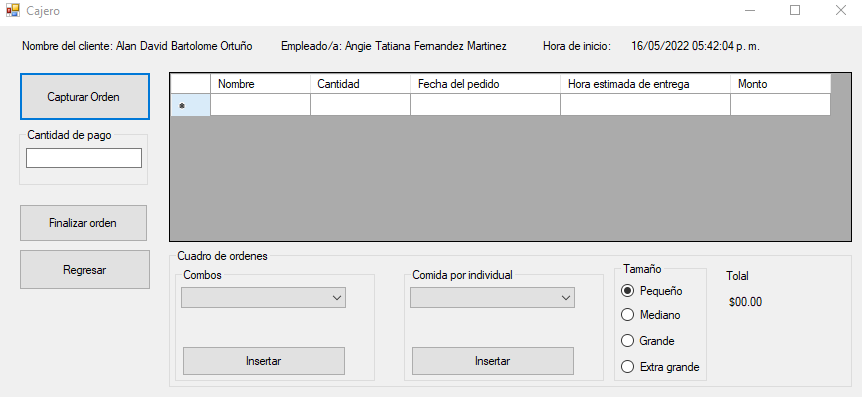 Cajero
Nombre del cliente: Alan David Bartolome Ortuño Empleado/a: Angie Tatiana Fernandez Martinez Hora de inicio: 16/05/2022 05:42:04 p. m.
Capturar Orden
Cantidad de pago
Finalizar orden
Regresar
Nombre Cantidad Fecha del pedido Hora estimada de entrega Monto
Cuadro de ordenes
Combos
Insertar
Comida por individual
Insertar
Tamaño
Pequeño
Mediano
Grande
Extra grande
Tolal
$00.00